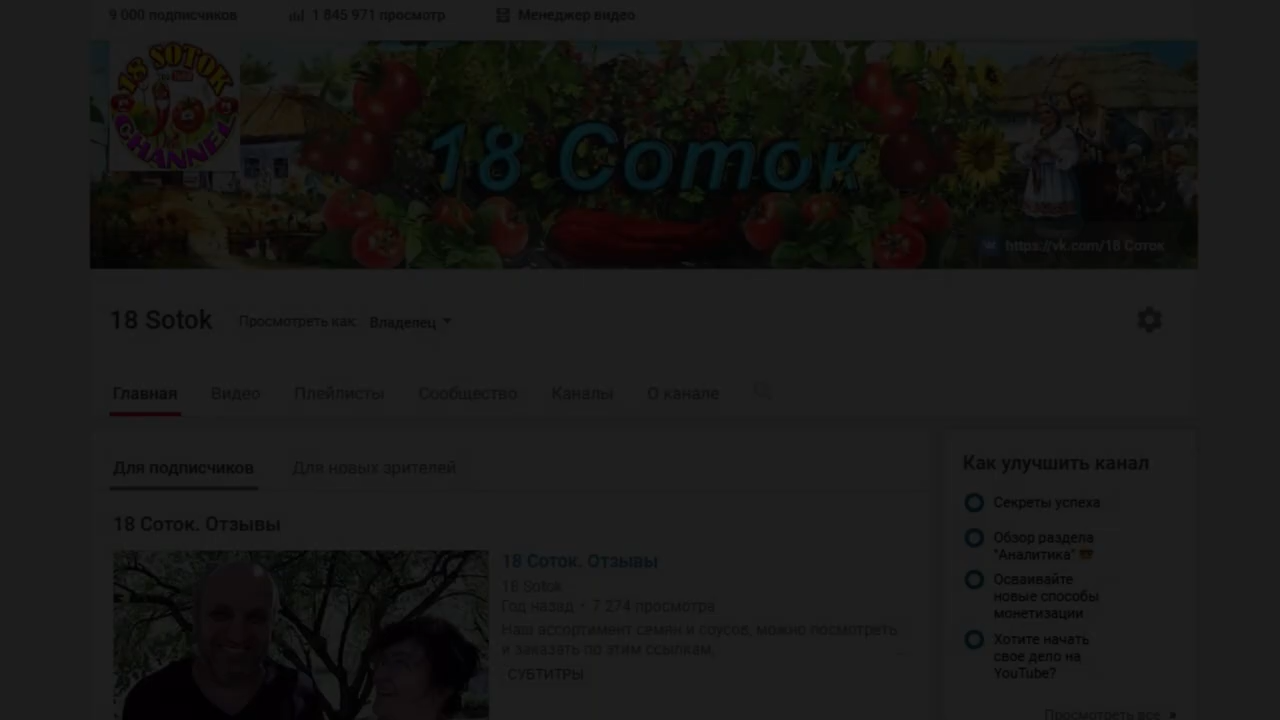 9 000 подписчиков
1 845 971 просмотр
Менеджер видео
18 SOTOK
CHANNEL
18 Соток
https://vk.com/18 Соток
18 Sotok
Просмотреть как:
Владелец
Главная
Видео
Плейлисты
Сообщество
Каналы
О канале
Для подписчиков
Для новых зрителей
Как улучшить канал
Секреты успеха
Обзор раздела
"Аналитика"
Осваивайте
новые способы
монетизации
Хотите начать
свое дело на
YouTube?
Просмотреть все »
18 Соток. Отзывы
18 Соток. Отзывы
18 Sotok
Год назад • 7 274 просмотра
Наш ассортимент семян и соусов, можно посмотреть
и заказать по этим ссылкам,
СУБТИТРЫ